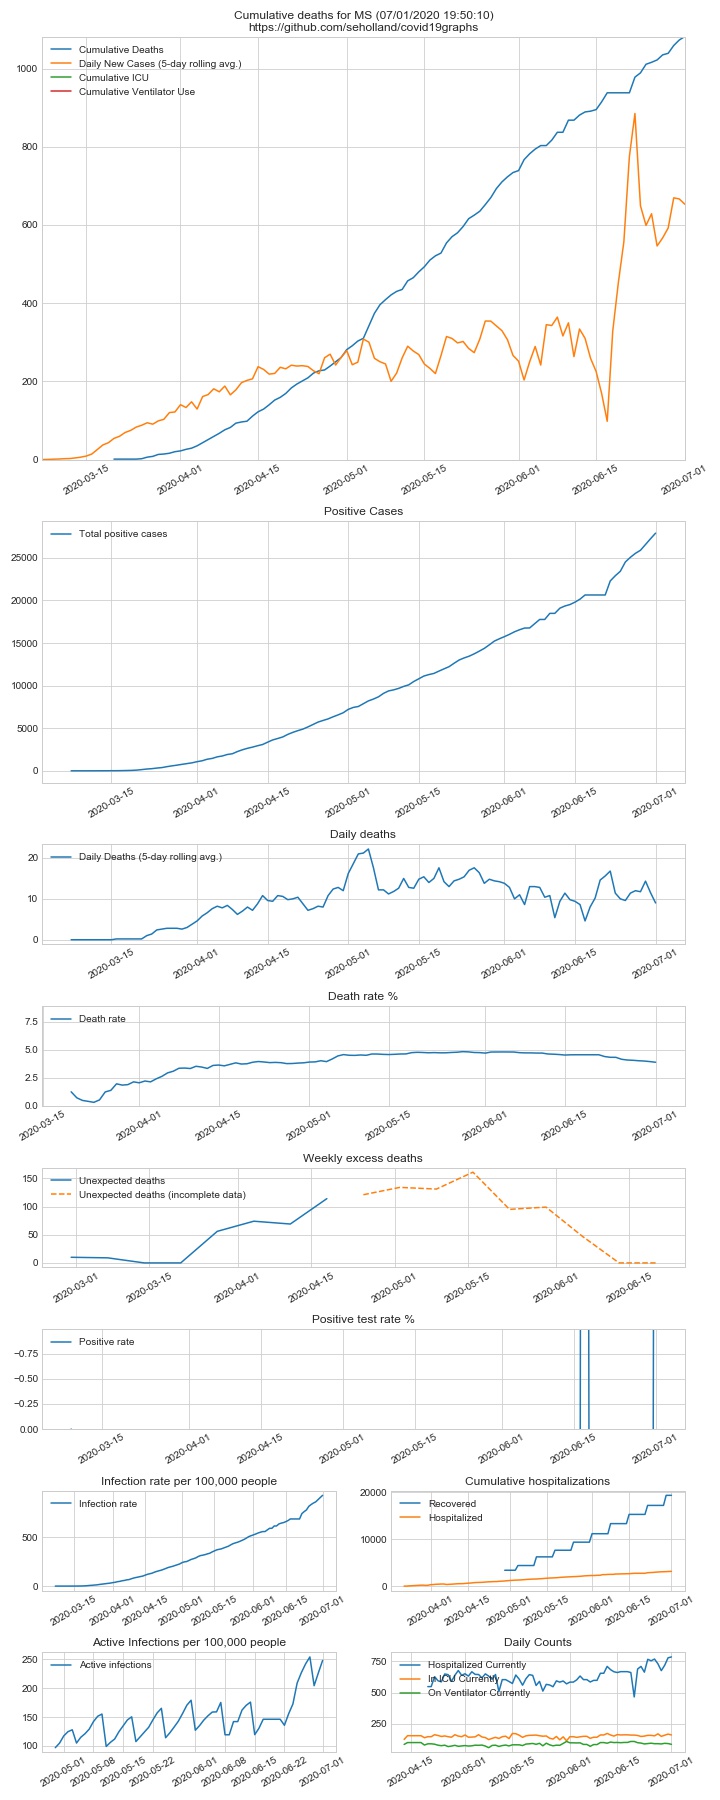 Cumulative deaths for MS (07/01/2020 19:50:10)
https://github.com/seholland/covid19graphs
Cumulative Deaths
Daily New Cases (5-day rolling avg.)
Cumulative ICU
Cumulative Ventilator Use
1000
800
600
400
200
0
2020-03-15 2020-04-01 2020-04-15 2020-05-01 2020-05-15 2020-06-01 2020-06-15 2020-07-01
Positive Cases
Total positive cases
25000
20000
15000
10000
5000
0
2020-03-15 2020-04-01 2020-04-15 2020-05-01 2020-05-15 2020-06-01 2020-06-15 2020-07-01
Daily deaths
Daily Deaths (5-day rolling avg.)
20
10
0
2020-03-15 2020-04-01 2020-04-15 2020-05-01 2020-05-15 2020-06-01 2020-06-15 2020-07-01
Death rate %
Death rate
7.5
5.0
2.5
0.0
2020-03-15 2020-04-01 2020-04-15 2020-05-01 2020-05-15 2020-06-01 2020-06-15 2020-07-01
Weekly excess deaths
Unexpected deaths
Unexpected deaths (incomplete data)
150
100
50
0
2020-03-01 2020-03-15 2020-04-01 2020-04-15 2020-05-01 2020-05-15 2020-06-01 2020-06-15
Positive test rate %
Positive rate
−0.75
−0.50
−0.25
0.00
2020-03-15 2020-04-01 2020-04-15 2020-05-01 2020-05-15 2020-06-01 2020-06-15 2020-07-01
Infection rate per 100,000 people
Infection rate
500
0
2020-03-15 2020-04-01 2020-04-15 2020-05-01 2020-05-15 2020-06-01 2020-06-15 2020-07-01
Cumulative hospitalizations
Recovered
Hospitalized
20000
10000
0
2020-04-01 2020-04-15 2020-05-01 2020-05-15 2020-06-01 2020-06-15 2020-07-01
Active Infections per 100,000 people
Active infections
250
200
150
100
2020-05-01 2020-05-08 2020-05-15 2020-05-22 2020-06-01 2020-06-08 2020-06-15 2020-06-22 2020-07-01
Daily Counts
Hospitalized Currently
In ICU Currently
On Ventilator Currently
750
500
250
2020-04-15 2020-05-01 2020-05-15 2020-06-01 2020-06-15 2020-07-01